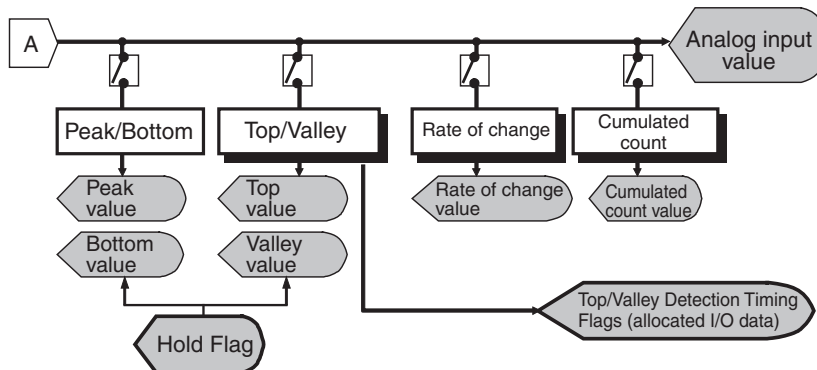 A
Analog input
value
Peak/Bottom
Top/Valley
Rate of change
Cumulated
count
Peak
value
Top
value
Rate of change
value
Cumulated
count value
Bottom
value
Valley
value
Top/Valley Detection Timing
Flags (allocated I/O data)
Hold Flag